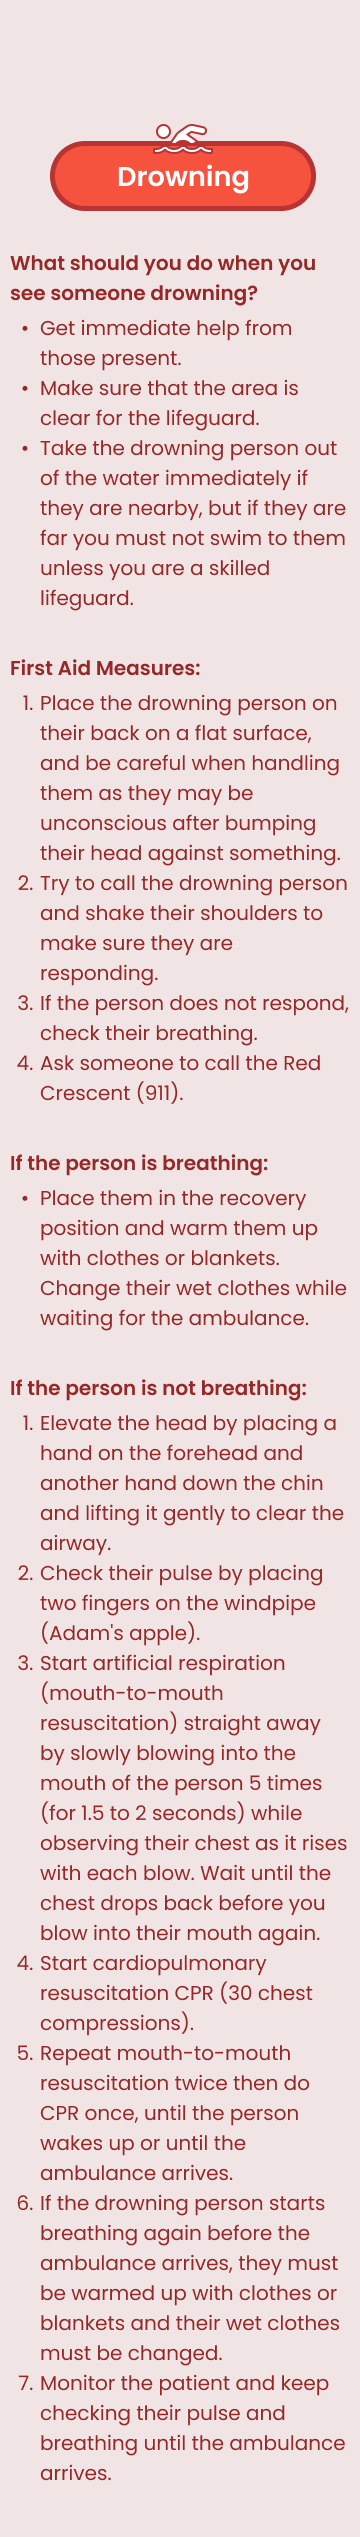 Drowning
What should you do when you
see someone drowning?
• Get immediate help from
those present.
• Make sure that the area is
clear for the lifeguard.
• Take the drowning person out
of the water immediately if
they are nearby, but if they are
far you must not swim to them
unless you are a skilled
lifeguard.
First Aid Measures:
1. Place the drowning person on
their back on a flat surface,
and be careful when handling
them as they may be
unconscious after bumping
their head against something.
2. Try to call the drowning person
and shake their shoulders to
make sure they are
responding.
3. If the person does not respond,
check their breathing.
4. Ask someone to call the Red
Crescent (911).
If the person is breathing:
• Place them in the recovery
position and warm them up
with clothes or blankets.
Change their wet clothes while
waiting for the ambulance.
If the person is not breathing:
1. Elevate the head by placing a
hand on the forehead and
another hand down the chin
and lifting it gently to clear the
airway.
2. Check their pulse by placing
two fingers on the windpipe
(Adam's apple).
3. Start artificial respiration
(mouth-to-mouth
resuscitation) straight away
by slowly blowing into the
mouth of the person 5 times
(for 1.5 to 2 seconds) while
observing their chest as it rises
with each blow. Wait until the
chest drops back before you
blow into their mouth again.
4. Start cardiopulmonary
resuscitation CPR (30 chest
compressions).
5. Repeat mouth-to-mouth
resuscitation twice then do
CPR once, until the person
wakes up or until the
ambulance arrives.
6. If the drowning person starts
breathing again before the
ambulance arrives, they must
be warmed up with clothes or
blankets and their wet clothes
must be changed.
7. Monitor the patient and keep
checking their pulse and
breathing until the ambulance
arrives.